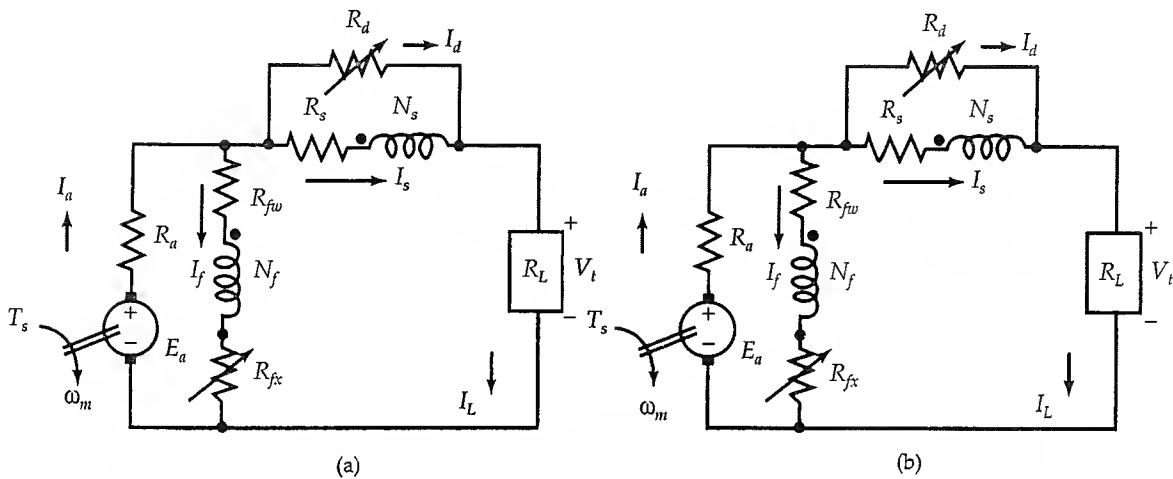 R_d
I_d
R_s
N_s
I_a
I_s
R_fw
R_a
I_f
N_f
R_L
+
V_t
−
T_s
+
−
E_a
R_fx
ω_m
I_L
(a)
R_d
I_d
R_s
N_s
I_a
I_s
R_fw
R_a
I_f
N_f
R_L
+
V_t
−
T_s
+
−
E_a
R_fx
ω_m
I_L
(b)